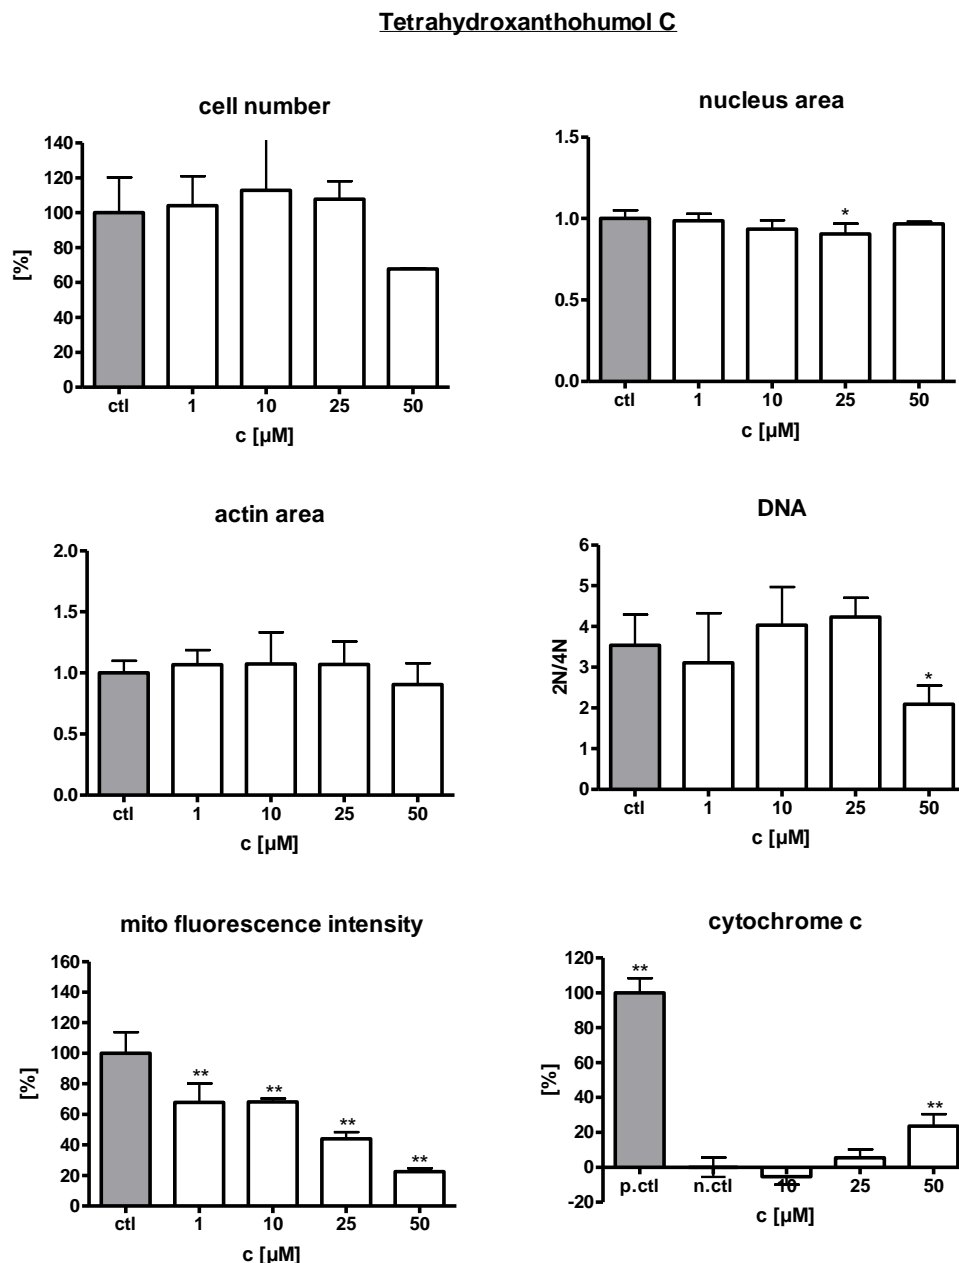 Tetrahydroxanthohumol C
cell number
140
120
100
80
60
40
20
0
[%]
ctl 1 10 25 50
c [µM]
nucleus area
1.5
1.0
0.5
0.0
*
ctl 1 10 25 50
c [µM]
actin area
2.0
1.5
1.0
0.5
0.0
ctl 1 10 25 50
c [µM]
DNA
6
5
4
3
2
1
0
2N/4N
*
ctl 1 10 25 50
c [µM]
mito fluorescence intensity
160
140
120
100
80
60
40
20
0
[%]
** ** ** **
ctl 1 10 25 50
c [µM]
cytochrome c
120
100
80
60
40
20
0
-20
[%]
** **
p.ctl n.ctl 10 25 50
c [µM]